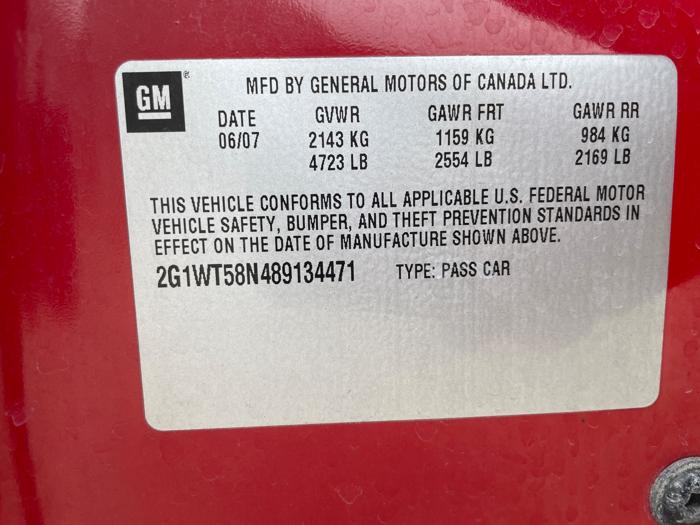 GM
®
MFD BY GENERAL MOTORS OF CANADA LTD.
DATE GVWR GAWR FRT GAWR RR
06/07 2143 KG 1159 KG 984 KG
4723 LB 2554 LB 2169 LB
THIS VEHICLE CONFORMS TO ALL APPLICABLE U.S. FEDERAL MOTOR
VEHICLE SAFETY, BUMPER, AND THEFT PREVENTION STANDARDS IN
EFFECT ON THE DATE OF MANUFACTURE SHOWN ABOVE.
2G1WT58N489134471 TYPE: PASS CAR